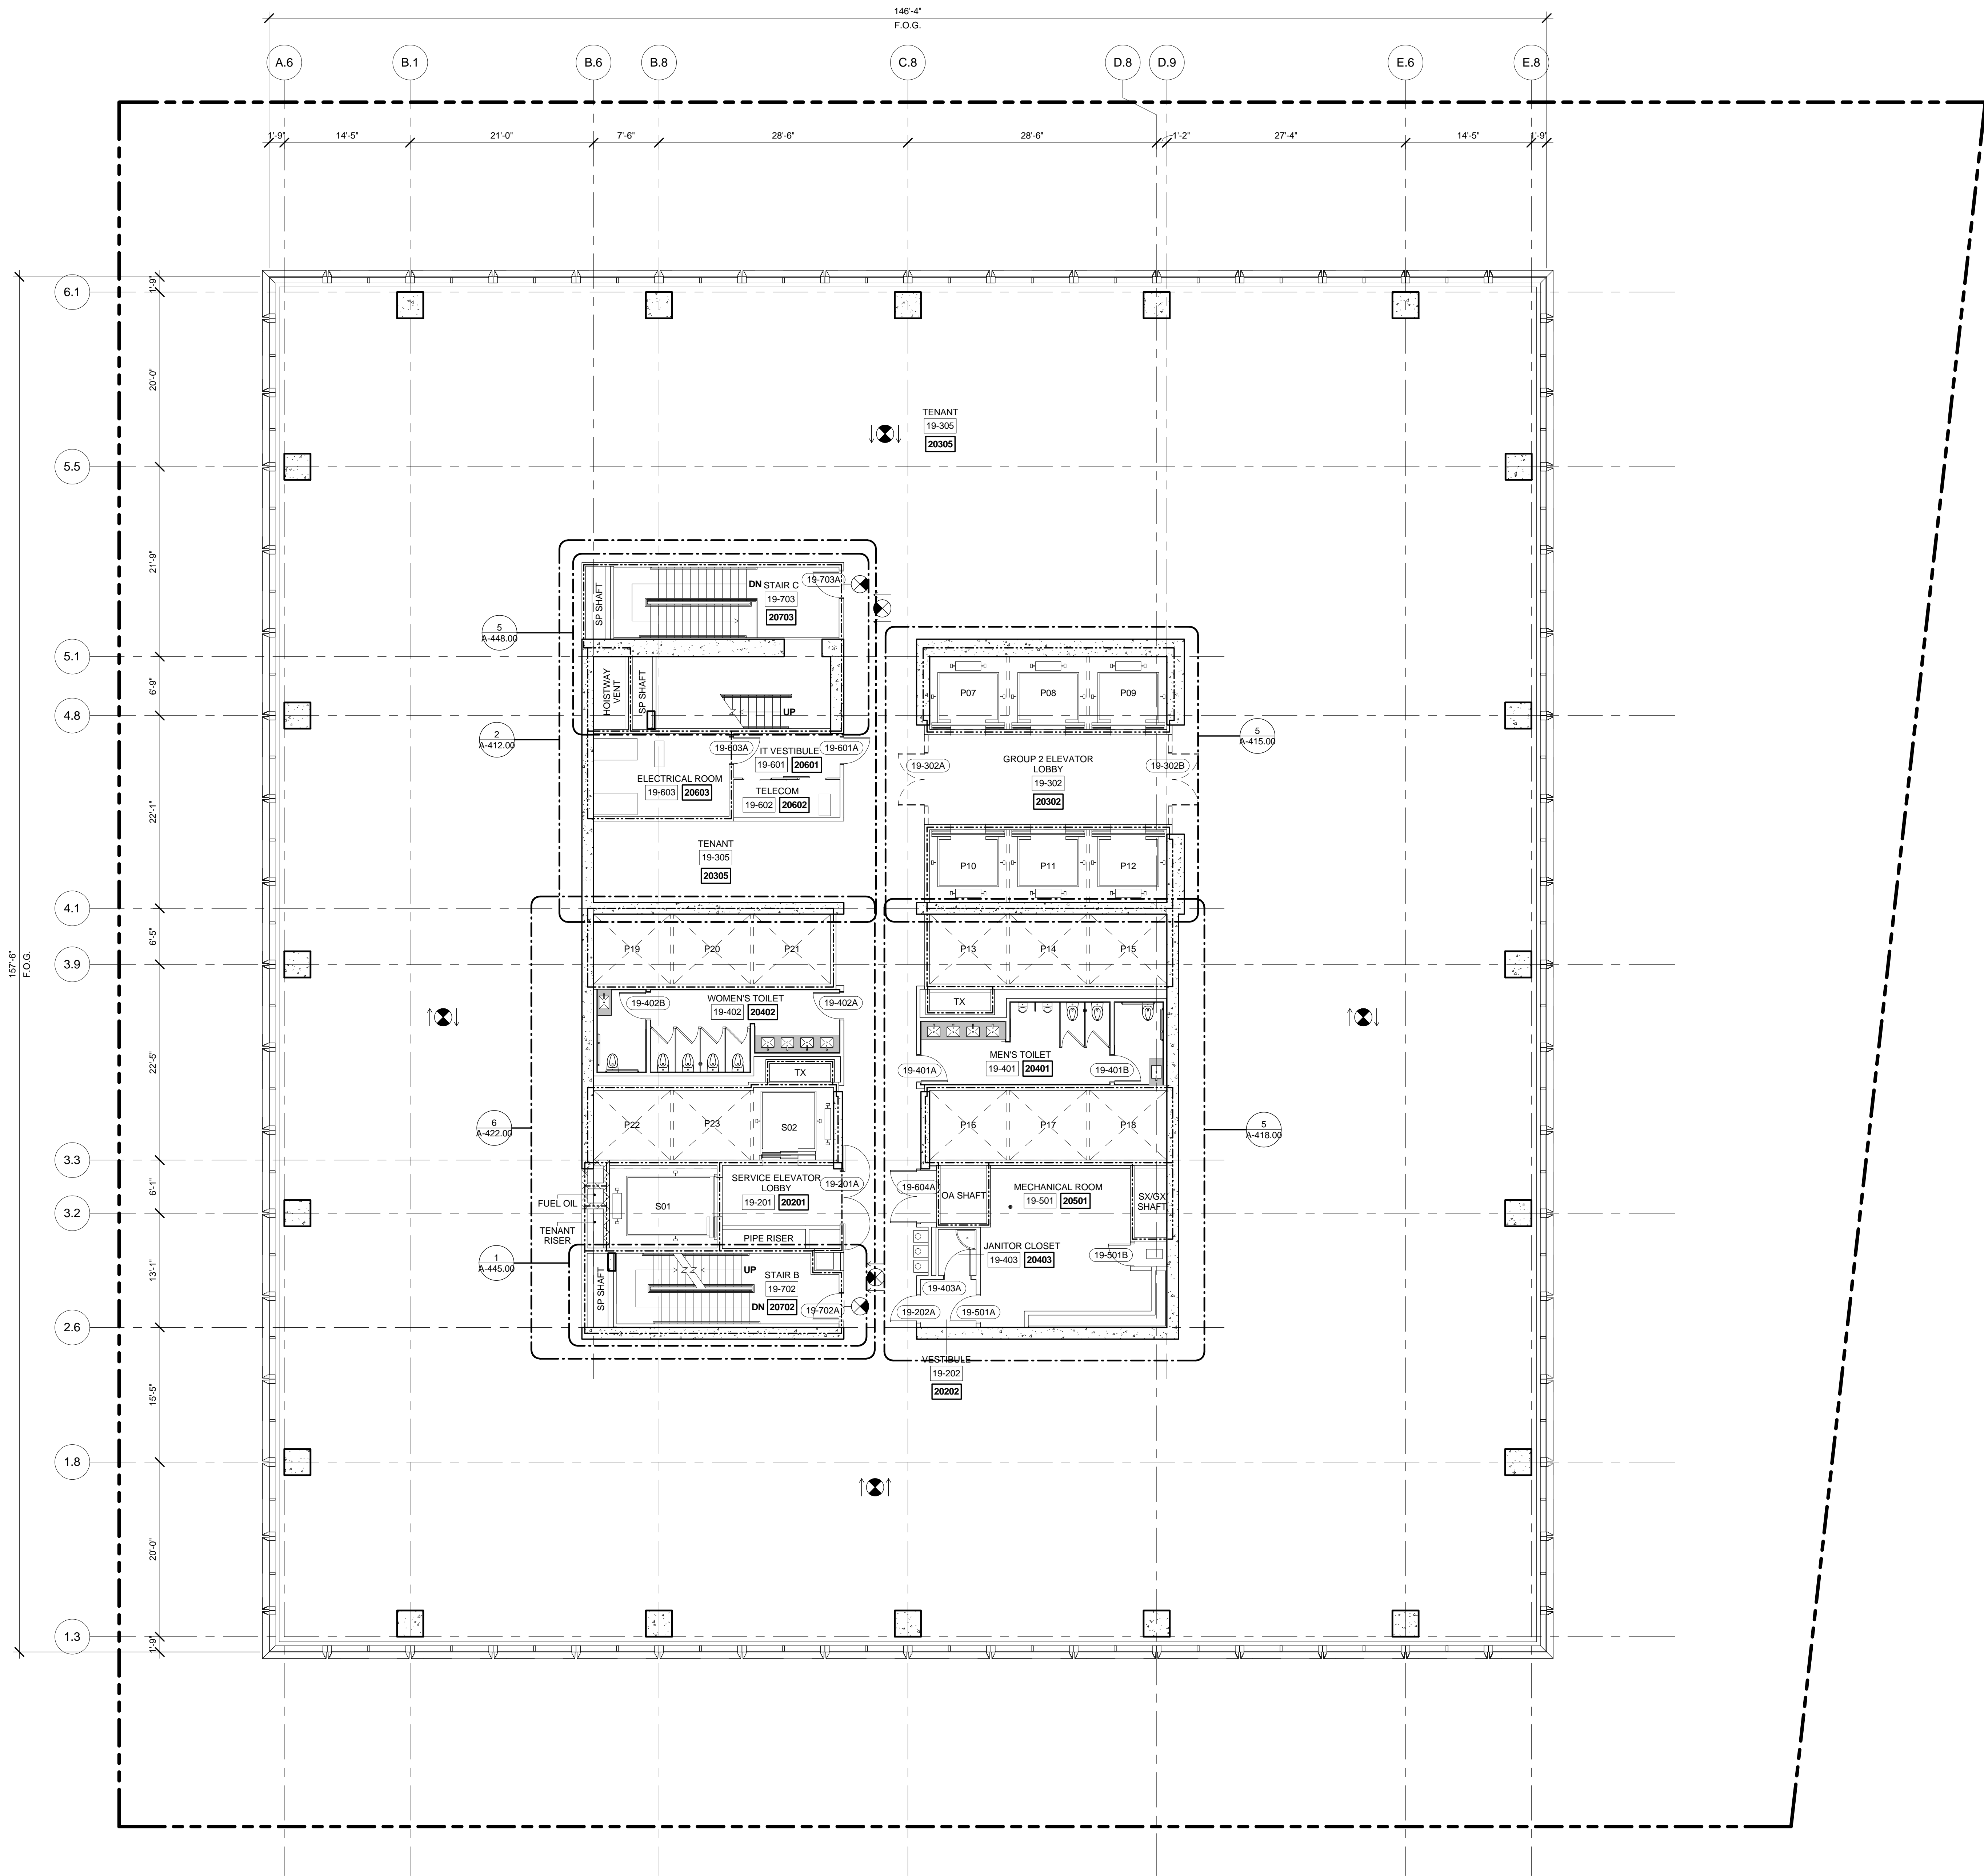 146'-4"
F.O.G.
A.6
B.1
B.6
B.8
C.8
D.8
D.9
E.6
E.8
1'-9"
14'-5"
21'-0"
7'-6"
28'-6"
28'-6"
1'-2"
27'-4"
14'-5"
1'-9"
157'-6"
F.O.G.
6.1
5.5
5.1
4.8
4.1
3.9
3.3
3.2
2.6
1.8
1.3
1'-9"
20'-0"
21'-9"
6'-9"
22'-1"
6'-5"
22'-5"
6'-1"
13'-1"
15'-5"
20'-0"
1'-9"
TENANT
19-305
20305
SP SHAFT
DN
STAIR C
19-703
20703
19-703A
5
A-448.00
HOISTWAY
VENT
SP SHAFT
UP
2
A-412.00
19-603A
IT VESTIBULE
19-601
20601
19-601A
ELECTRICAL ROOM
19-603
20603
TELECOM
19-602
20602
TENANT
19-305
20305
P07
P08
P09
19-302A
GROUP 2 ELEVATOR
LOBBY
19-302
20302
19-302B
5
A-415.00
P10
P11
P12
P19
P20
P21
19-402B
WOMEN'S TOILET
19-402
20402
19-402A
TX
P22
P23
S02
6
A-422.00
P13
P14
P15
TX
MEN'S TOILET
19-401
20401
19-401A
19-401B
P16
P17
P18
5
A-418.00
FUEL OIL
TENANT
RISER
S01
SERVICE ELEVATOR
LOBBY
19-201
20201
19-201A
PIPE RISER
1
A-445.00
SP SHAFT
UP
STAIR B
19-702
DN
20702
19-702A
19-604A
OA SHAFT
MECHANICAL ROOM
19-501
20501
SX/GX
SHAFT
JANITOR CLOSET
19-403
20403
19-501B
19-403A
19-202A
19-501A
VESTIBULE
19-202
20202